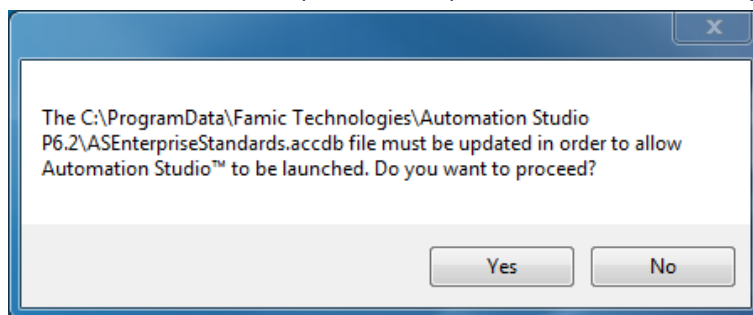 The C:\ProgramData\Famic Technologies\Automation Studio
P6.2\ASEnterpriseStandards.accdb file must be updated in order to allow
Automation Studio™ to be launched. Do you want to proceed?
Yes No